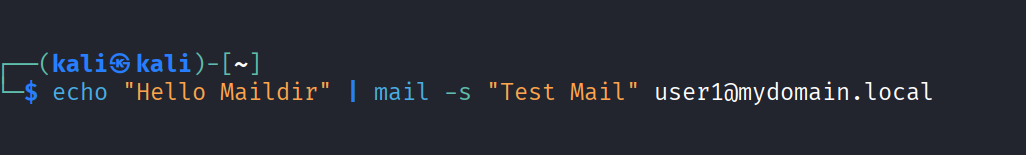 ┌──(kali㉿kali)-[~]
└─$ echo "Hello Maildir" | mail -s "Test Mail" user1@mydomain.local